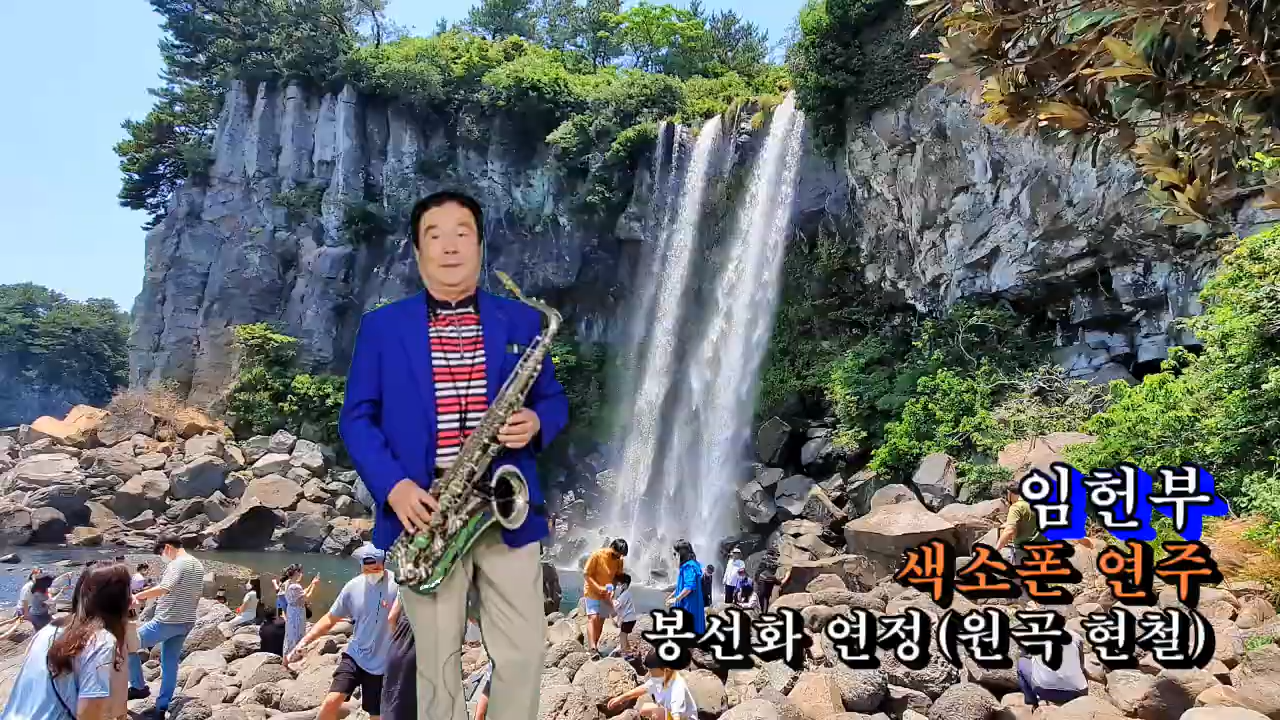 임헌부
색소폰 연주
봉선화 연정(원곡 현철)